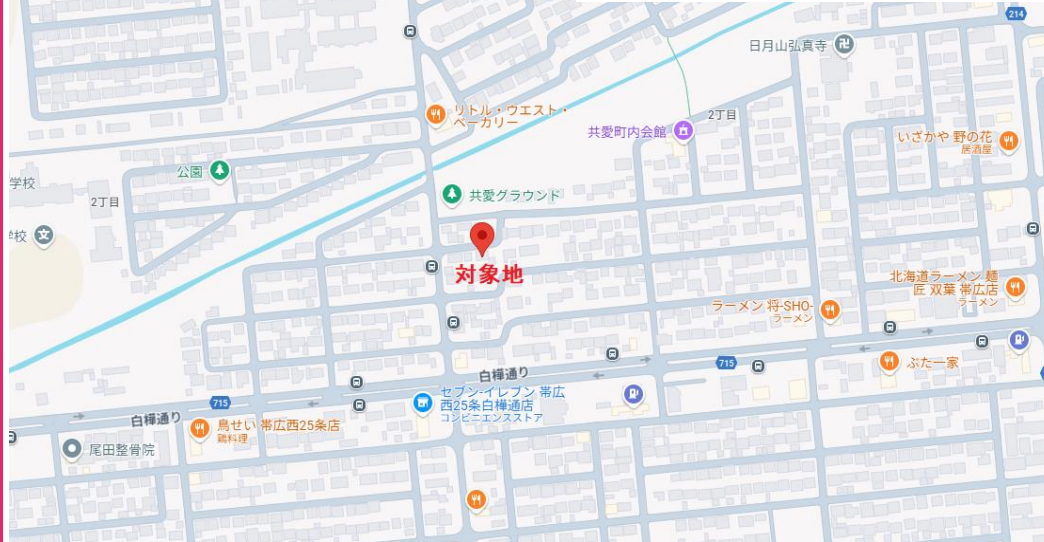 214
日月山弘真寺
リトル・ウエスト・
ベーカリー
2丁目
共愛町内会館
いざかや 野の花
居酒屋
公園
学校
2丁目
共愛グラウンド
校
対象地
北海道ラーメン 麺
匠 双葉 帯広店
ラーメン
ラーメン 将-SHO-
ラーメン
ぶた一家
715
白樺通り
セブン-イレブン 帯広
西25条白樺通店
コンビニエンスストア
715
白樺通り
鳥せい 帯広西25条店
鶏料理
尾田整骨院